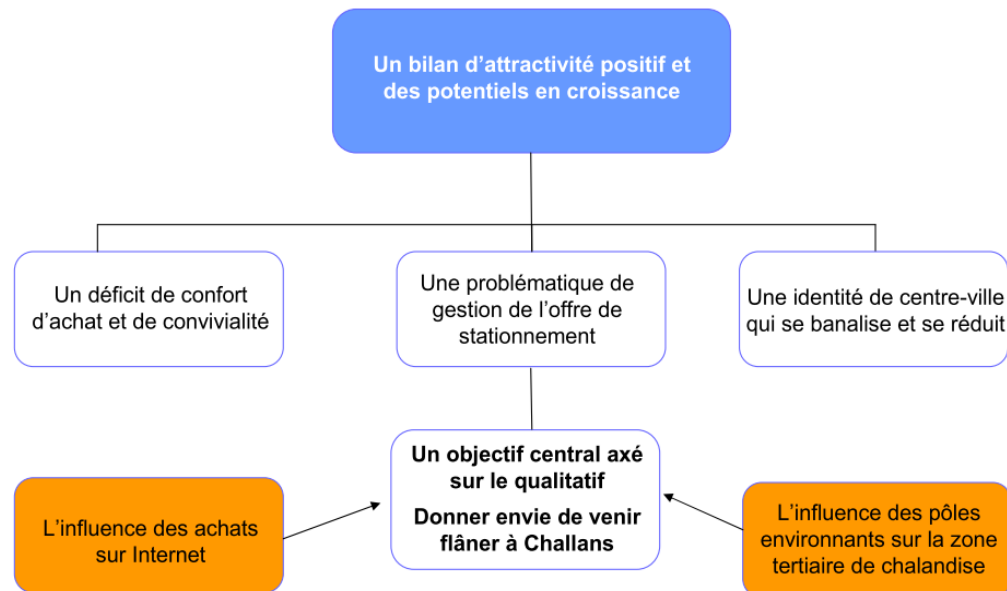 Un bilan d’attractivité positif et
des potentiels en croissance
Un déficit de confort
d’achat et de convivialité
Une problématique de
gestion de l’offre de
stationnement
Une identité de centre-ville
qui se banalise et se réduit
Un objectif central axé
sur le qualitatif
Donner envie de venir
flâner à Challans
L’influence des achats
sur Internet
L’influence des pôles
environnants sur la zone
tertiaire de chalandise